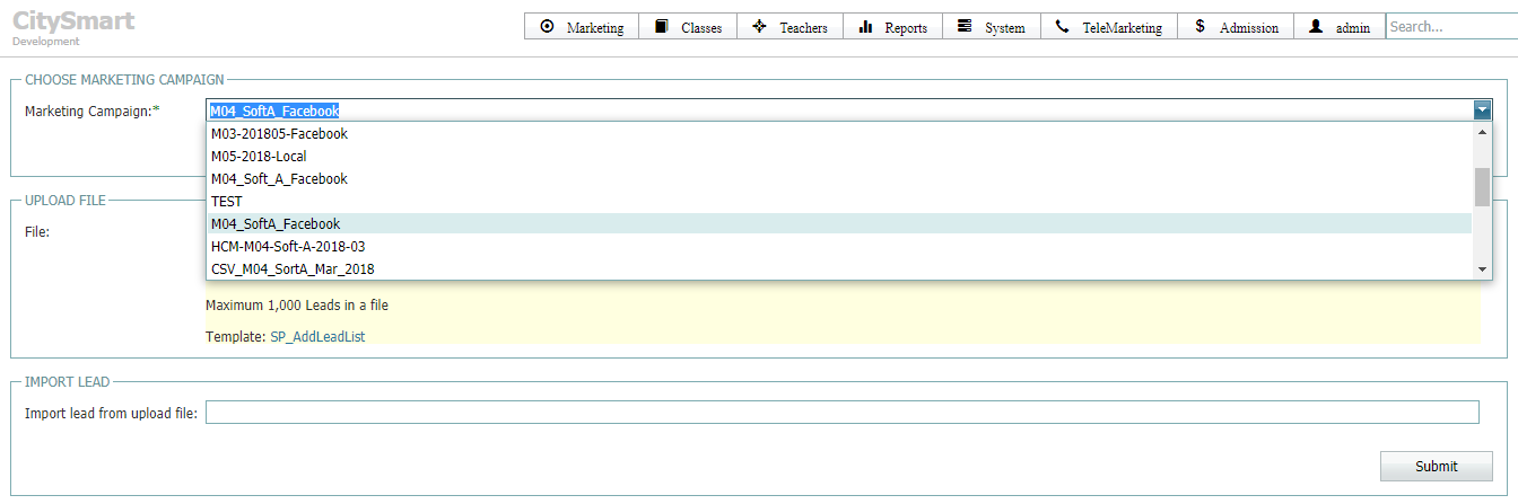 CitySmart
Development
Marketing Classes Teachers Reports System TeleMarketing $ Admission admin Search...
CHOOSE MARKETING CAMPAIGN
Marketing Campaign:* M04_SoftA_Facebook
M03-201805-Facebook
M05-2018-Local
M04_Soft_A_Facebook
TEST
M04_SoftA_Facebook
HCM-M04-Soft-A-2018-03
CSV_M04_SortA_Mar_2018
UPLOAD FILE
File:
Maximum 1,000 Leads in a file
Template: SP_AddLeadList
IMPORT LEAD
Import lead from upload file:
Submit